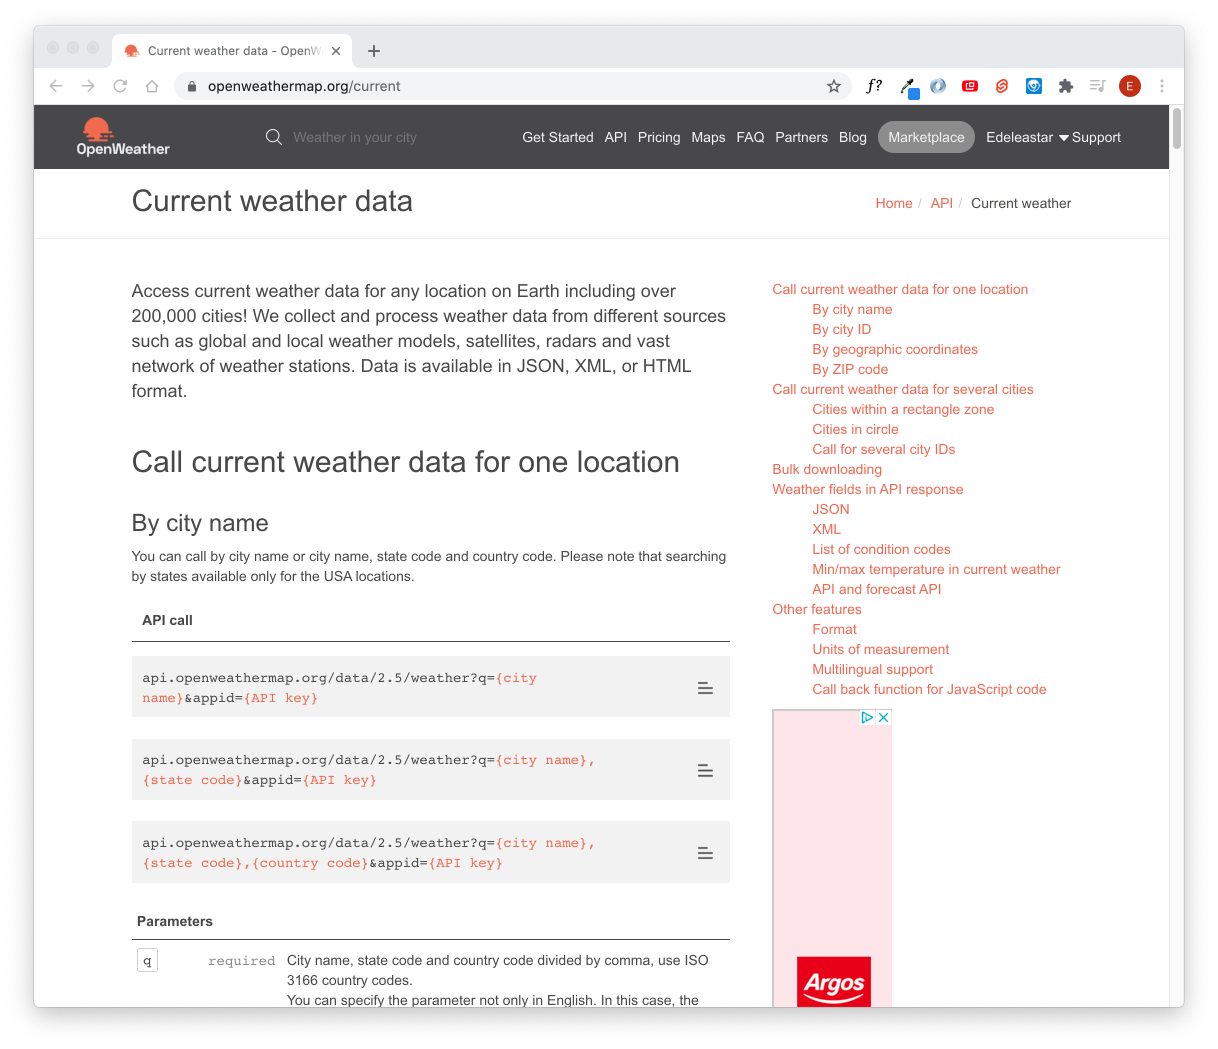 Current weather data - OpenW
openweathermap.org/current
f?
E
OpenWeather
Weather in your city
Get Started API Pricing Maps FAQ Partners Blog Marketplace Edeleastar Support
Current weather data
Home / API / Current weather
Access current weather data for any location on Earth including over
200,000 cities! We collect and process weather data from different sources
such as global and local weather models, satellites, radars and vast
network of weather stations. Data is available in JSON, XML, or HTML
format.
Call current weather data for one location
By city name
You can call by city name or city name, state code and country code. Please note that searching
by states available only for the USA locations.
API call
api.openweathermap.org/data/2.5/weather?q={city
name}&appid={API key}
api.openweathermap.org/data/2.5/weather?q={city name},
{state code}&appid={API key}
api.openweathermap.org/data/2.5/weather?q={city name},
{state code},{country code}&appid={API key}
Parameters
q required City name, state code and country code divided by comma, use ISO
3166 country codes.
You can specify the parameter not only in English. In this case, the
Call current weather data for one location
By city name
By city ID
By geographic coordinates
By ZIP code
Call current weather data for several cities
Cities within a rectangle zone
Cities in circle
Call for several city IDs
Bulk downloading
Weather fields in API response
JSON
XML
List of condition codes
Min/max temperature in current weather
API and forecast API
Other features
Format
Units of measurement
Multilingual support
Call back function for JavaScript code
Argos